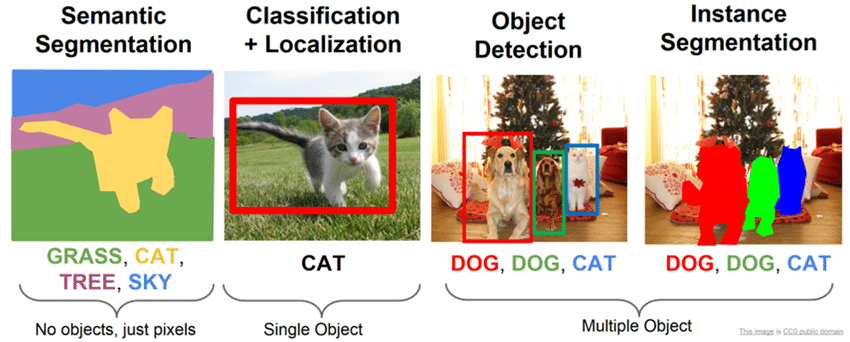 Semantic
Segmentation
Classification
+ Localization
Object
Detection
Instance
Segmentation
GRASS, CAT,
TREE, SKY
CAT
DOG, DOG, CAT
DOG, DOG, CAT
No objects, just pixels
Single Object
Multiple Object
This image is CC0 public domain